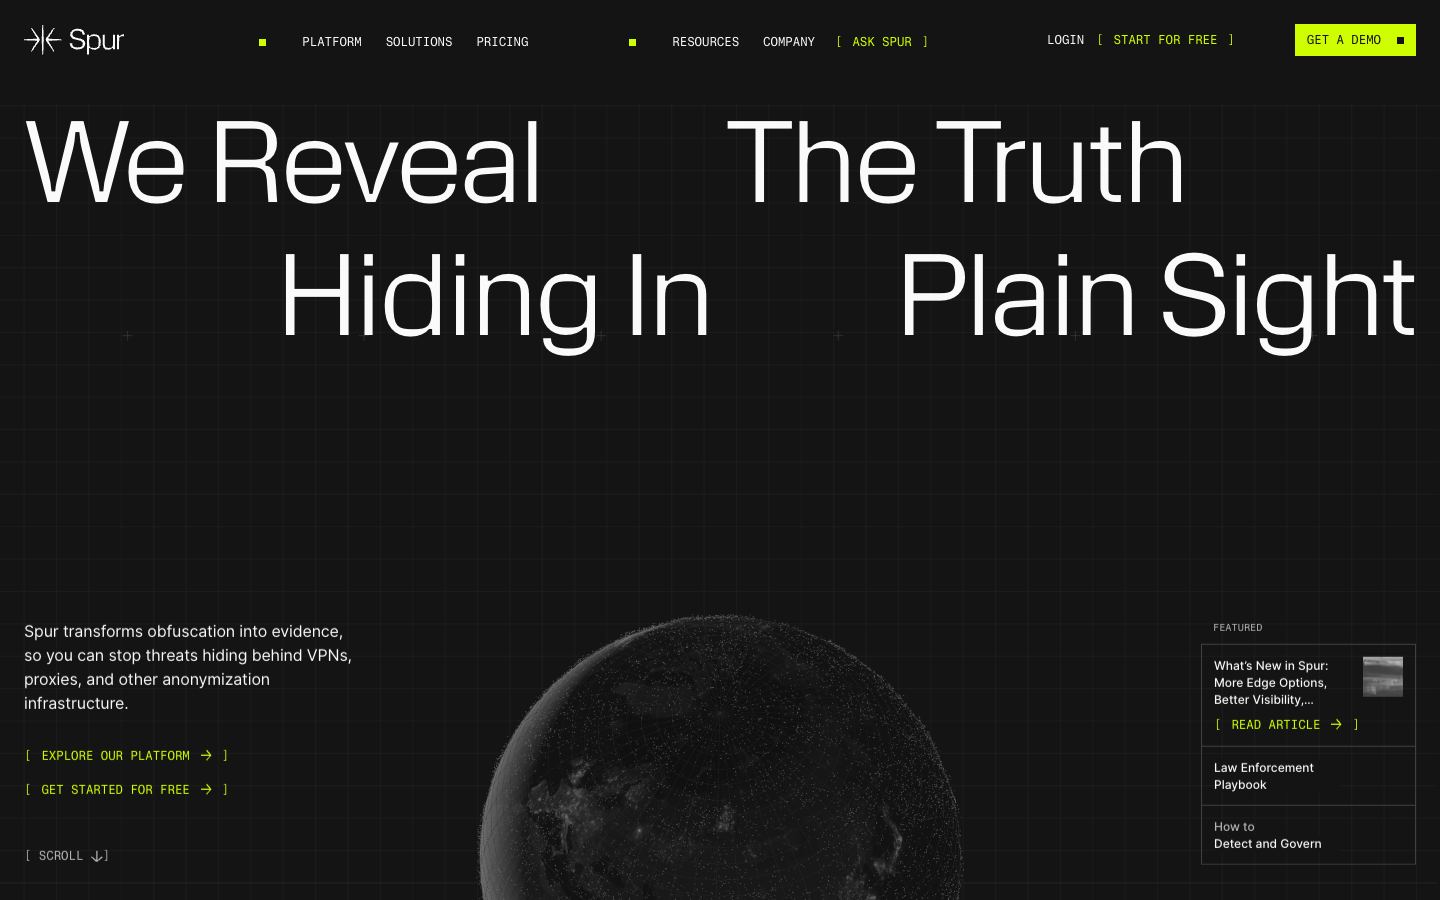 Spur
PLATFORM SOLUTIONS PRICING
RESOURCES COMPANY [ ASK SPUR ]
LOGIN [ START FOR FREE ]
GET A DEMO
We Reveal The Truth
Hiding In Plain Sight
Spur transforms obfuscation into evidence,
so you can stop threats hiding behind VPNs,
proxies, and other anonymization
infrastructure.
[ EXPLORE OUR PLATFORM → ]
[ GET STARTED FOR FREE → ]
[ SCROLL ↓]
FEATURED
What’s New in Spur:
More Edge Options,
Better Visibility,…
[ READ ARTICLE → ]
Law Enforcement
Playbook
How to
Detect and Govern